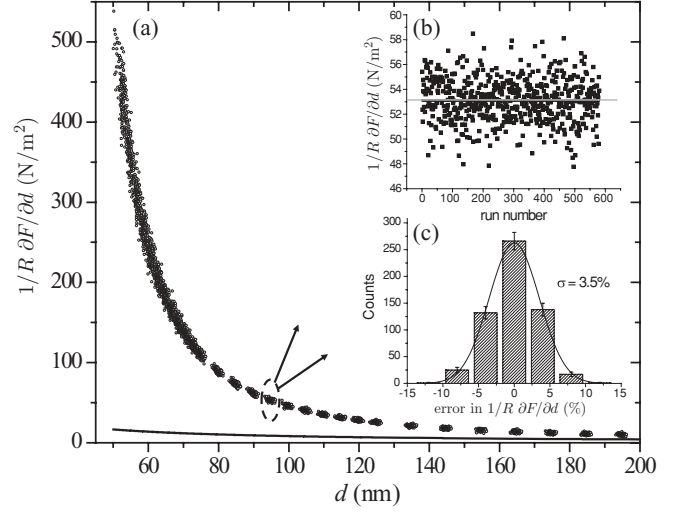 (a)
1/R ∂F/∂d (N/m²)
500
400
300
200
100
0
60 80 100 120 140 160 180 200
d (nm)
(b)
1/R ∂F/∂d (N/m²)
60
58
56
54
52
50
48
46
0 100 200 300 400 500 600
run number
(c)
Counts
300
250
200
150
100
50
0
σ = 3.5%
-15 -10 -5 0 5 10 15
error in 1/R ∂F/∂d (%)